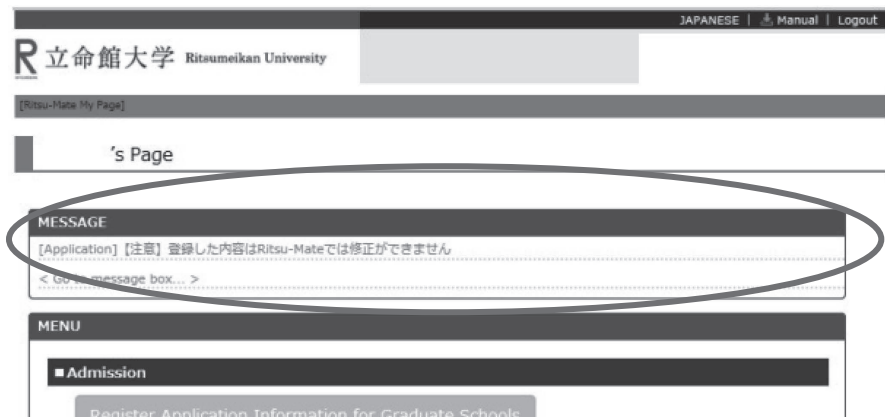 JAPANESE | Manual | Logout
R 立命館大学 Ritsumeikan University
[Ritsu-Mate My Page]
's Page
MESSAGE
[Application]【注意】登録した内容はRitsu-Mateでは修正ができません
< Go to message box... >
MENU
■Admission
Register Application Information for Graduate Schools